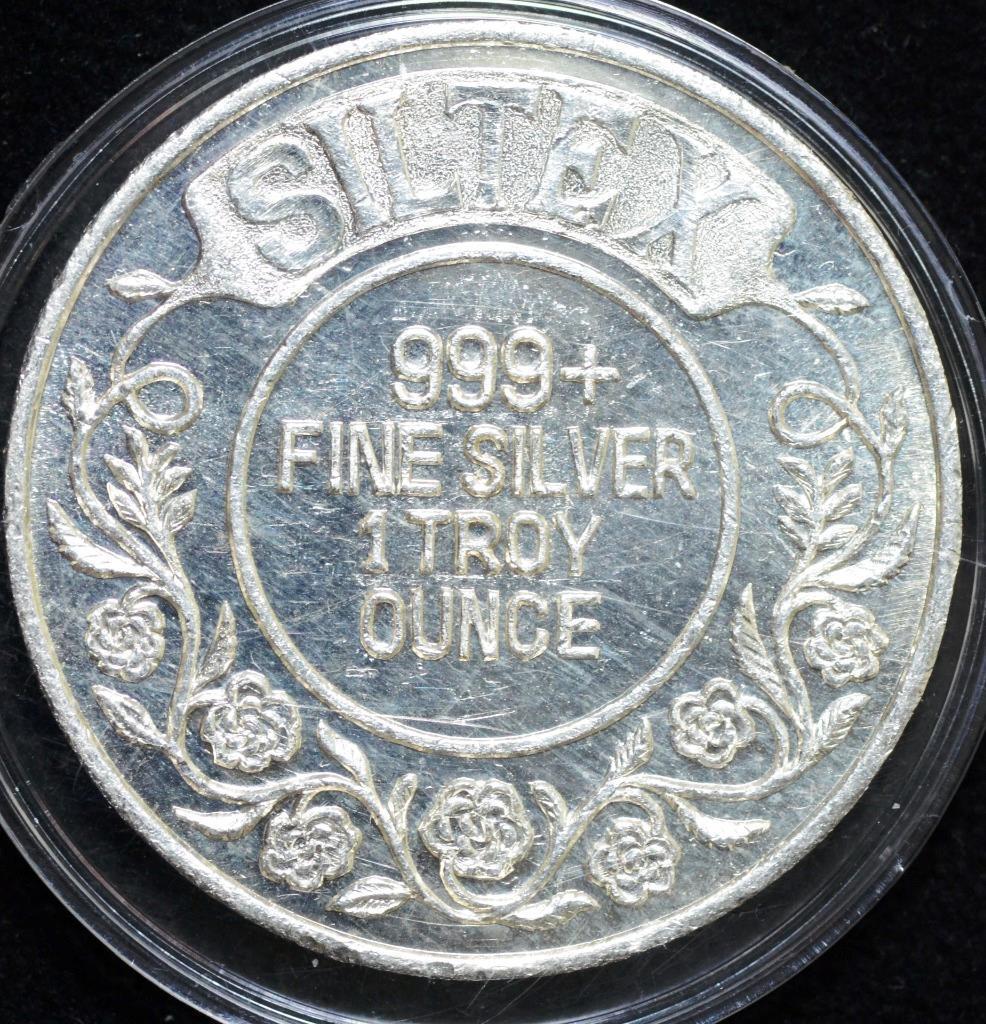 SILTEX
999+
FINE SILVER
1 TROY
OUNCE